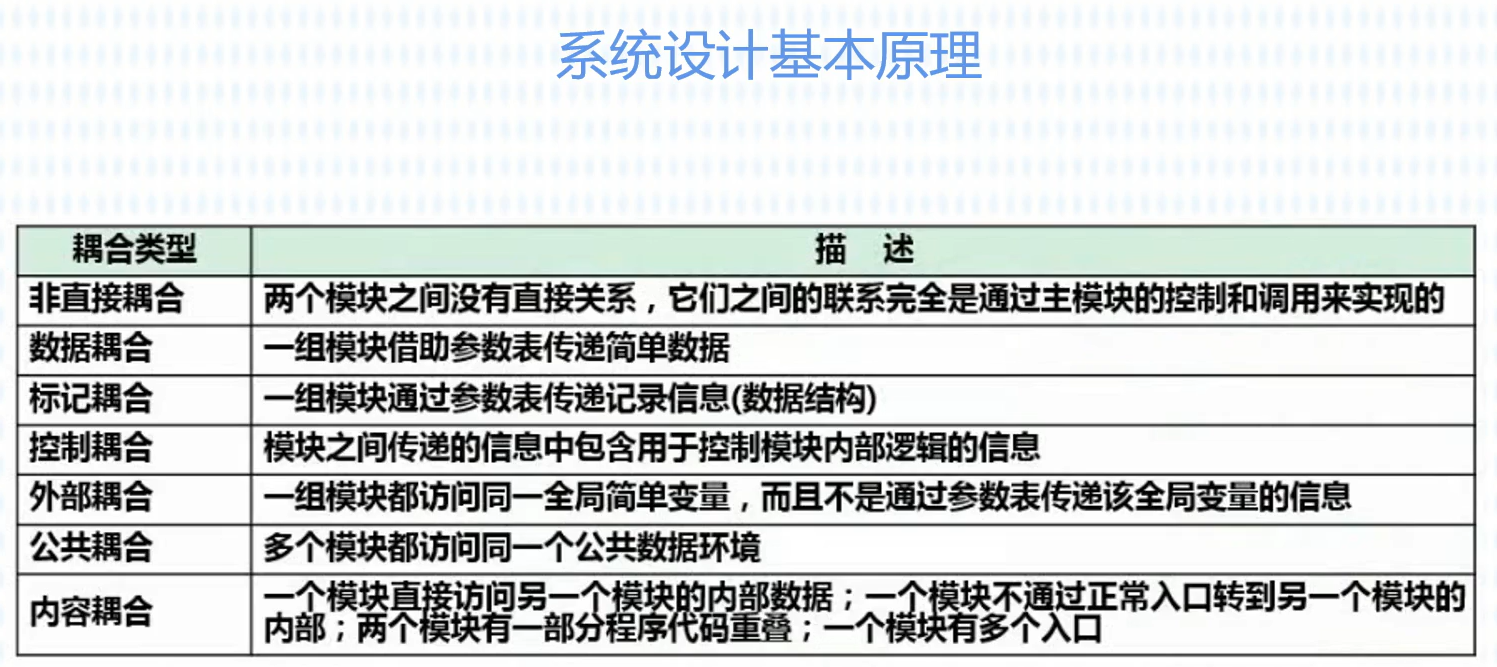 系统设计基本原理
耦合类型 描 述
非直接耦合 两个模块之间没有直接关系，它们之间的联系完全是通过主模块的控制和调用来实现的
数据耦合 一组模块借助参数表传递简单数据
标记耦合 一组模块通过参数表传递记录信息(数据结构)
控制耦合 模块之间传递的信息中包含用于控制模块内部逻辑的信息
外部耦合 一组模块都访问同一全局简单变量，而且不是通过参数表传递该全局变量的信息
公共耦合 多个模块都访问同一个公共数据环境
内容耦合 一个模块直接访问另一个模块的内部数据；一个模块不通过正常入口转到另一个模块的
内部；两个模块有一部分程序代码重叠；一个模块有多个入口